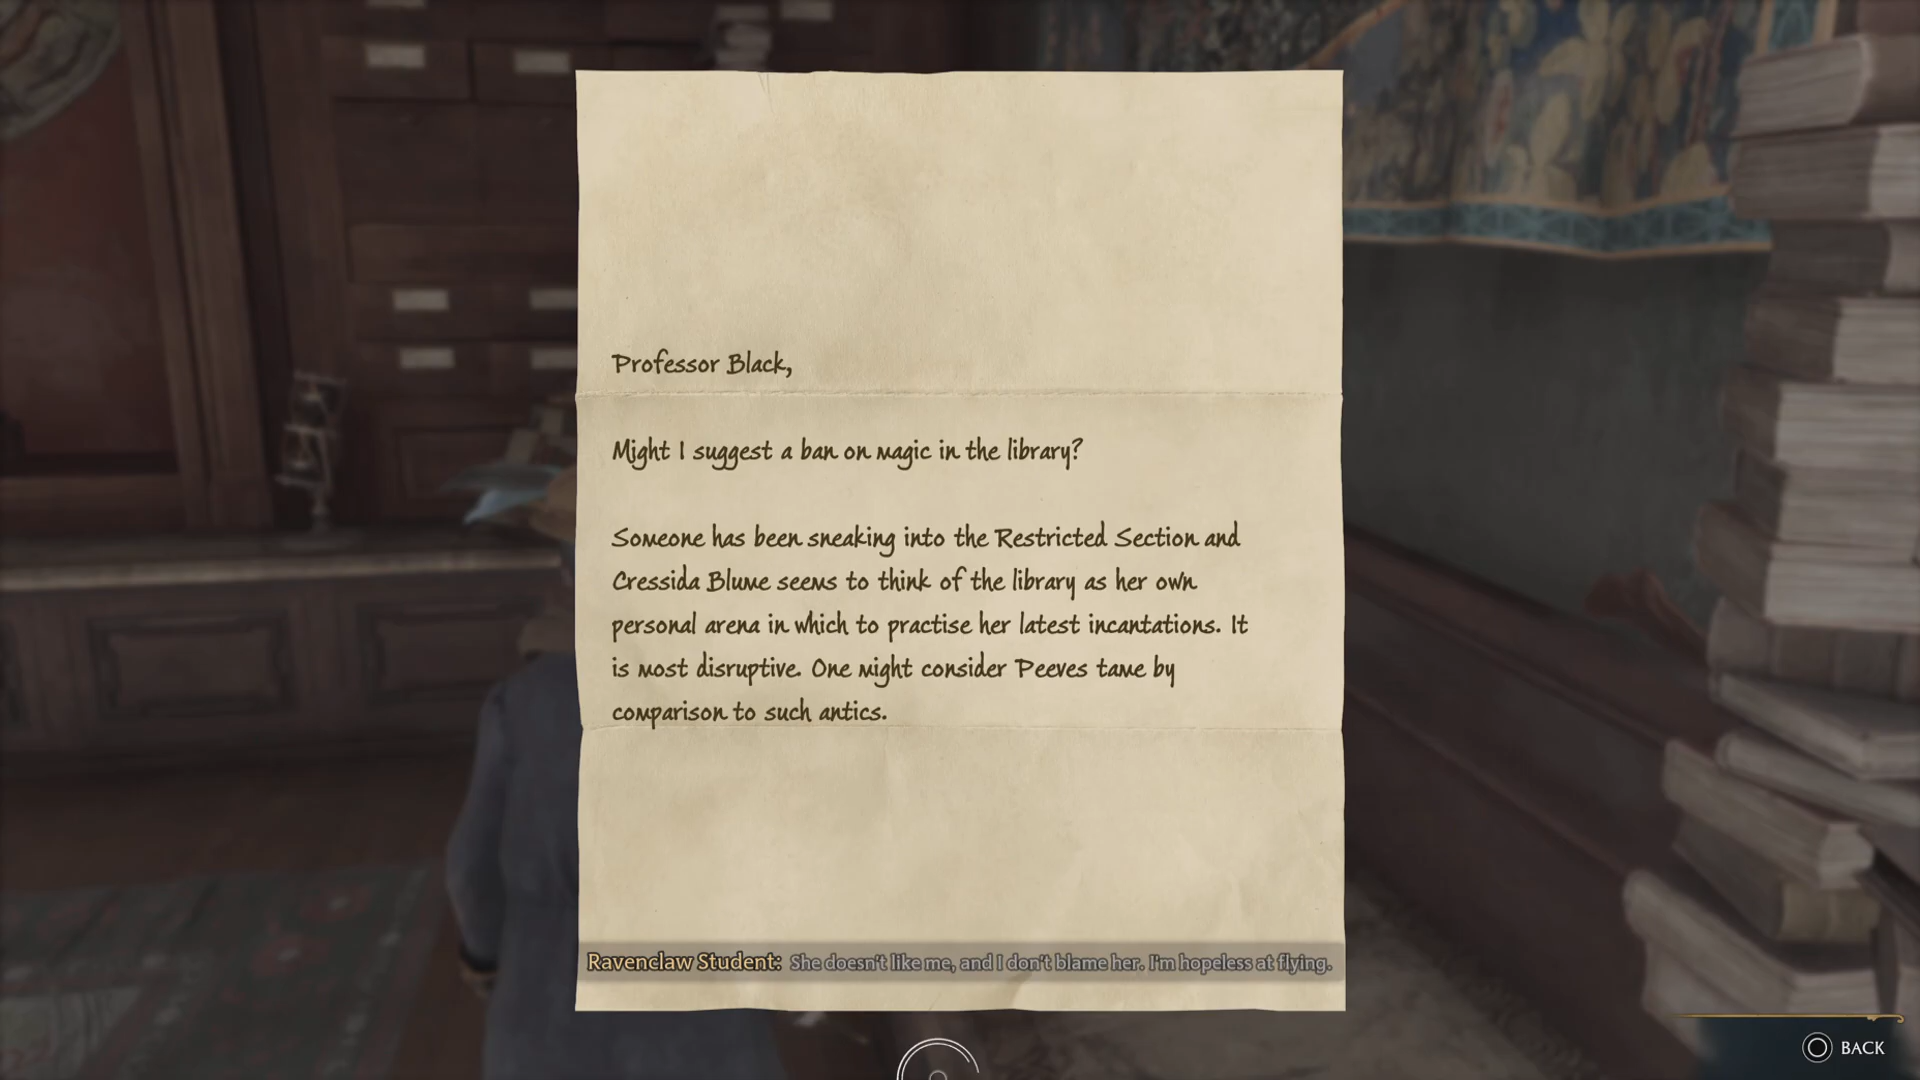 Professor Black,
Might I suggest a ban on magic in the library?
Someone has been sneaking into the Restricted Section and
Cressida Blume seems to think of the library as her own
personal arena in which to practise her latest incantations. It
is most disruptive. One might consider Peeves tame by
comparison to such antics.
Ravenclaw Student: She doesn't like me, and I don't blame her. I'm hopeless at flying.
BACK